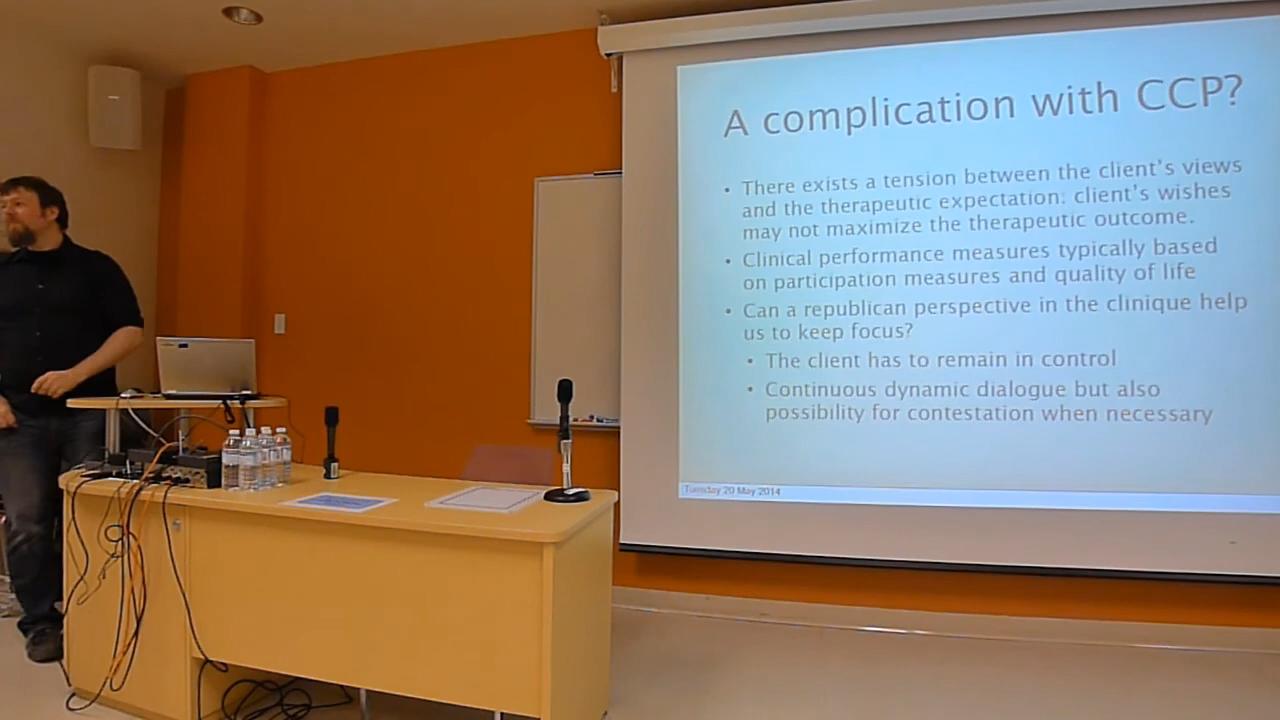 A complication with CCP?
• There exists a tension between the client's views
and the therapeutic expectation: client's wishes
may not maximize the therapeutic outcome.
• Clinical performance measures typically based
on participation measures and quality of life
• Can a republican perspective in the clinique help
us to keep focus?
• The client has to remain in control
• Continuous dynamic dialogue but also
possibility for contestation when necessary
Tuesday 20 May 2014